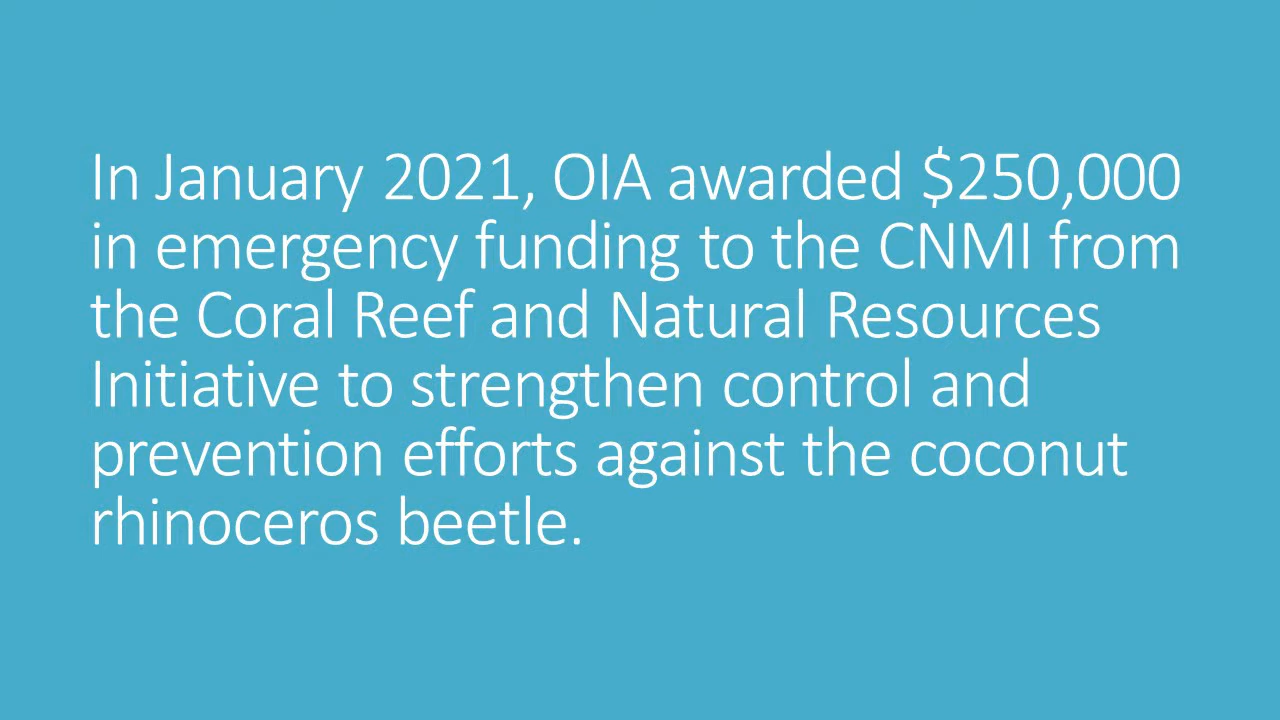 In January 2021, OIA awarded $250,000
in emergency funding to the CNMI from
the Coral Reef and Natural Resources
Initiative to strengthen control and
prevention efforts against the coconut
rhinoceros beetle.